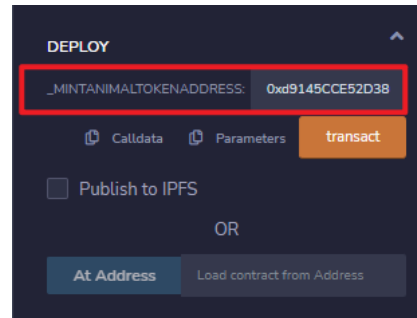 DEPLOY
_MINTANIMALTOKENADDRESS: 0xd9145CCE52D38
Calldata Parameters transact
Publish to IPFS
OR
At Address Load contract from Address